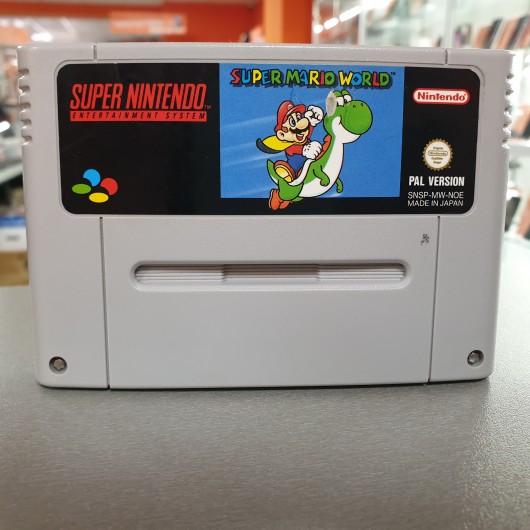 SUPER NINTENDO
ENTERTAINMENT SYSTEM
SUPER MARIO WORLD
Nintendo
PAL VERSION
SNSP-MW-NOE
MADE IN JAPAN